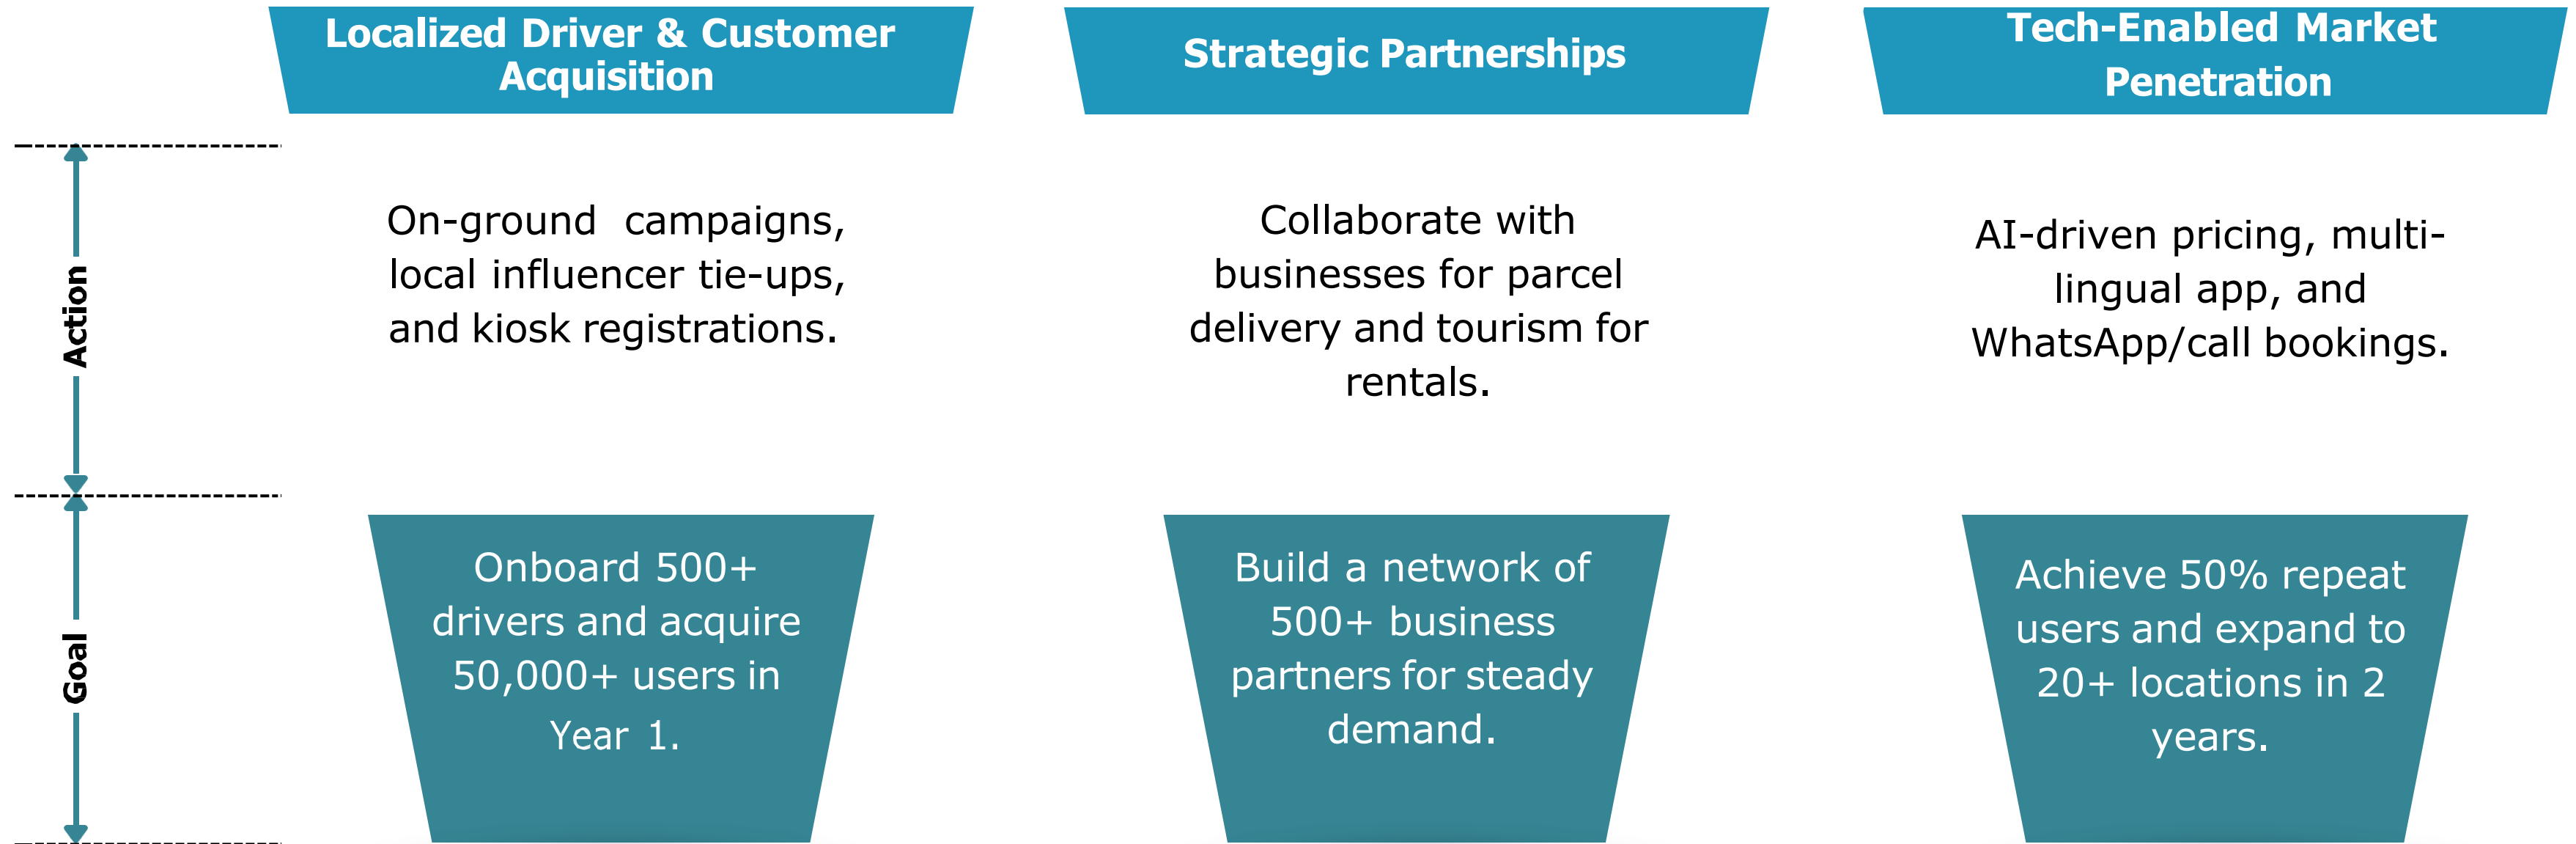 Localized Driver & Customer
Acquisition
Strategic Partnerships
Tech-Enabled Market
Penetration
Action
On-ground campaigns,
local influencer tie-ups,
and kiosk registrations.
Collaborate with
businesses for parcel
delivery and tourism for
rentals.
AI-driven pricing, multi-
lingual app, and
WhatsApp/call bookings.
Goal
Onboard 500+
drivers and acquire
50,000+ users in
Year 1.
Build a network of
500+ business
partners for steady
demand.
Achieve 50% repeat
users and expand to
20+ locations in 2
years.